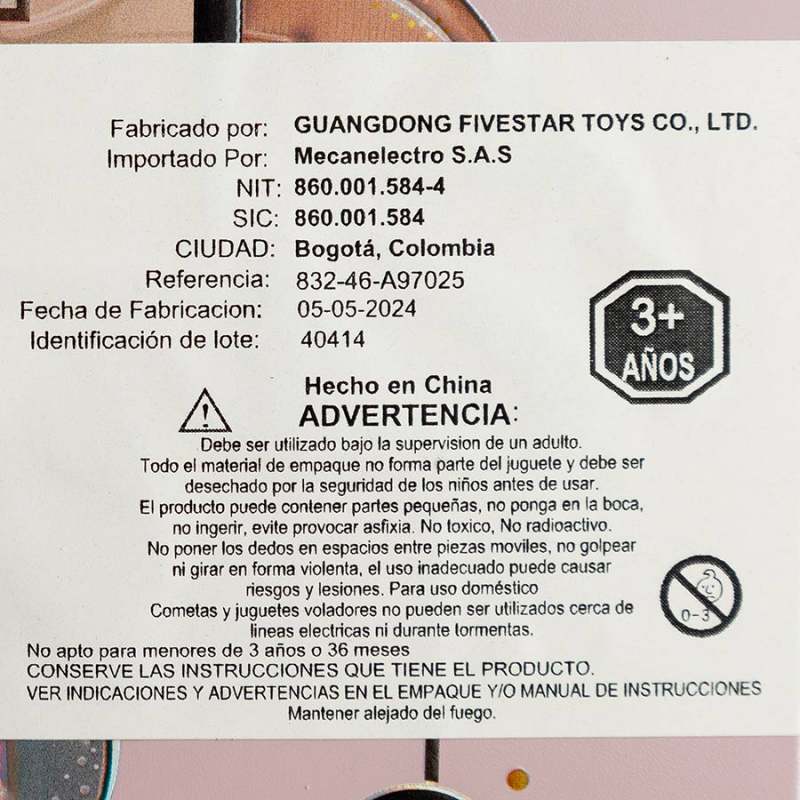 Fabricado por: GUANGDONG FIVESTAR TOYS CO., LTD.
Importado Por: Mecanelectro S.A.S
NIT: 860.001.584-4
SIC: 860.001.584
CIUDAD: Bogotá, Colombia
Referencia: 832-46-A97025
Fecha de Fabricacion: 05-05-2024
Identificación de lote: 40414
3+
AÑOS
Hecho en China
ADVERTENCIA:
Debe ser utilizado bajo la supervision de un adulto.
Todo el material de empaque no forma parte del juguete y debe ser
desechado por la seguridad de los niños antes de usar.
El producto puede contener partes pequeñas, no ponga en la boca,
no ingerir, evite provocar asfixia. No toxico, No radioactivo.
No poner los dedos en espacios entre piezas moviles, no golpear
ni girar en forma violenta, el uso inadecuado puede causar
riesgos y lesiones. Para uso doméstico
Cometas y juguetes voladores no pueden ser utilizados cerca de
lineas electricas ni durante tormentas.
0-3
No apto para menores de 3 años o 36 meses
CONSERVE LAS INSTRUCCIONES QUE TIENE EL PRODUCTO.
VER INDICACIONES Y ADVERTENCIAS EN EL EMPAQUE Y/O MANUAL DE INSTRUCCIONES
Mantener alejado del fuego.